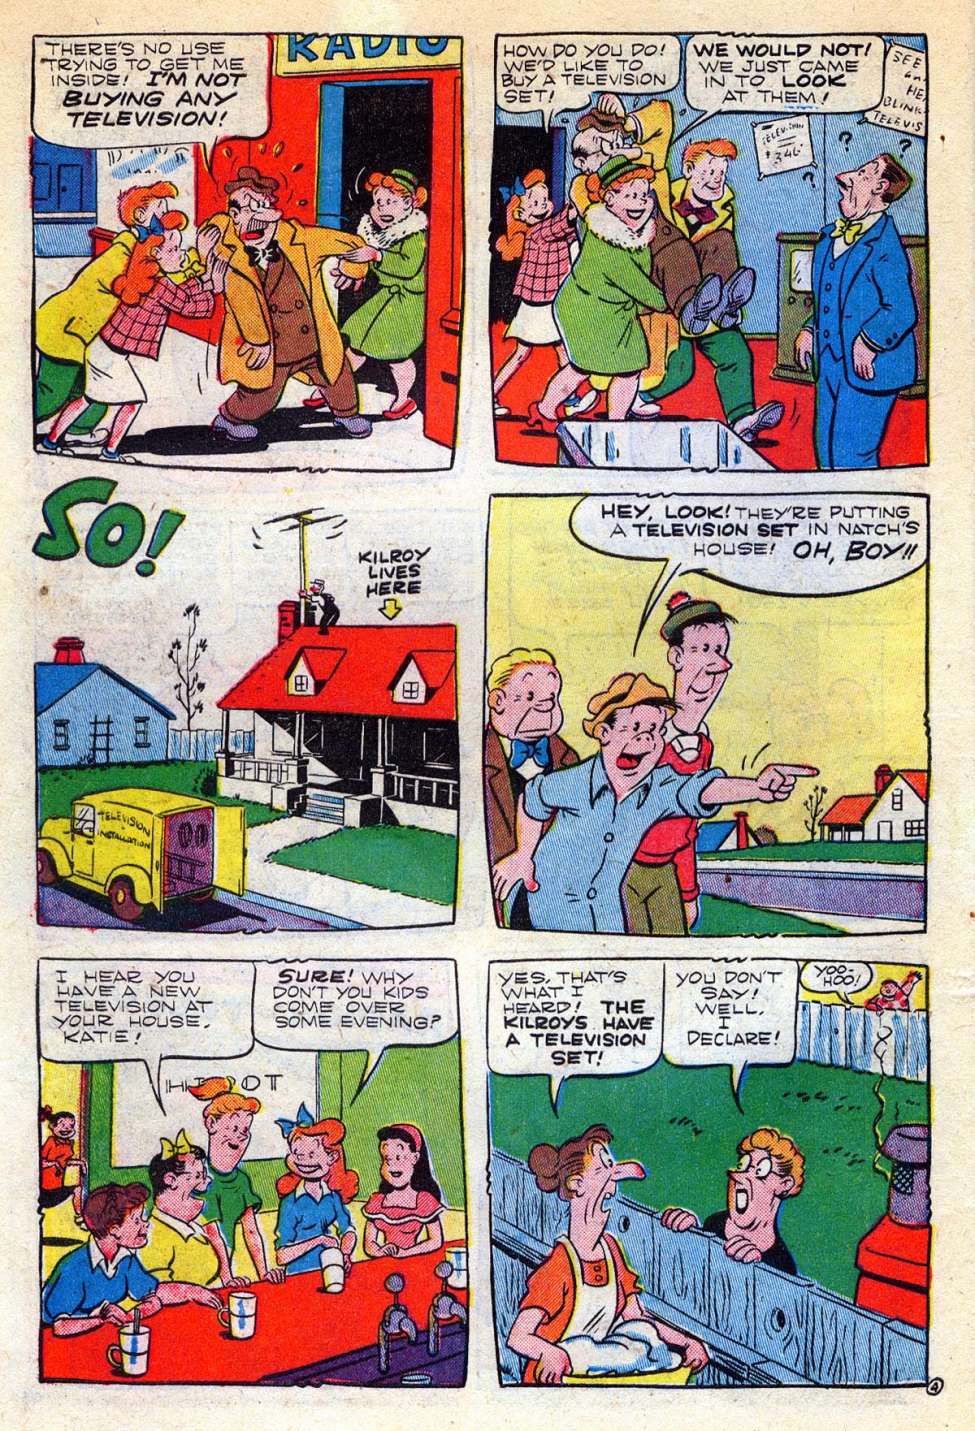 THERE'S NO USE
TRYING TO GET ME
INSIDE! I'M NOT
BUYING ANY
TELEVISION!
RADIO
HOW DO YOU DO!
WE'D LIKE TO
BUY A TELEVISION
SET!
WE WOULD NOT!
WE JUST CAME
IN TO LOOK
AT THEM!
SEE
HE
BLINK
TELEVIS
TELEVISION
$346
?
?
?
?
SO!
KILROY
LIVES
HERE
TELEVISION
INSTALLATION
HEY, LOOK! THEY'RE PUTTING
A TELEVISION SET IN NATCH'S
HOUSE! OH, BOY!!
I HEAR YOU
HAVE A NEW
TELEVISION AT
YOUR HOUSE,
KATIE!
SURE! WHY
DON'T YOU KIDS
COME OVER
SOME EVENING?
YES, THAT'S
WHAT I
HEARD! THE
KILROYS HAVE
A TELEVISION
SET!
YOU DON'T
SAY!
WELL,
I
DECLARE!
YOO-
HOO!
4